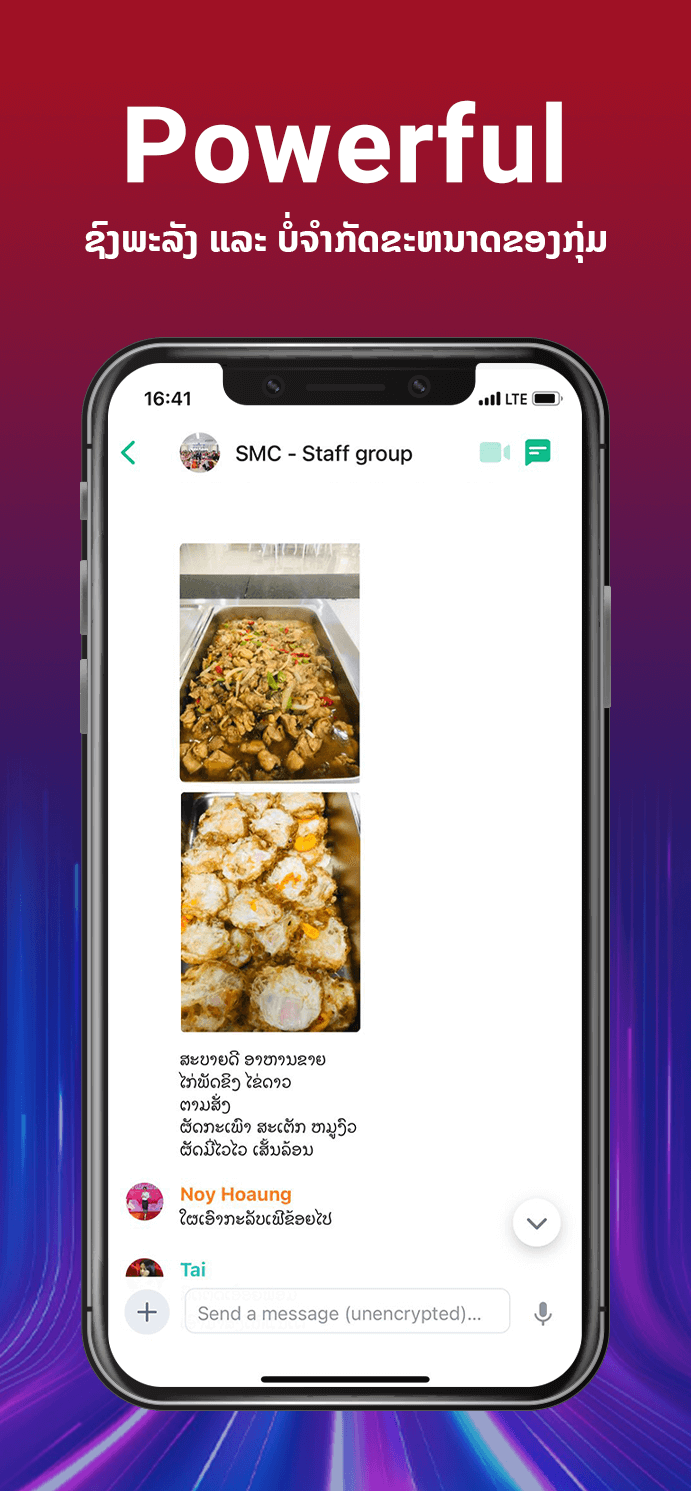 Powerful
ຊົງພະລັງ ແລະ ບໍ່ຈຳກັດຂະຫນາດຂອງກຸ່ມ
16:41
LTE
SMC - Staff group
ສະບາຍດີ ອາຫານຂາຍ
ໄກ່ພັດຂິງ ໄຂ່ດາວ
ຕາມສັ່ງ
ຜັດກະເພົາ ສະເຕັກ ຫມູງົວ
ຜັດມີໄວໄວ ເສັ້ນລ້ອນ
Noy Hoaung
ໃຜເອົາກະລັບເຟີຂ້ອຍໄປ
Tai
Send a message (unencrypted)...